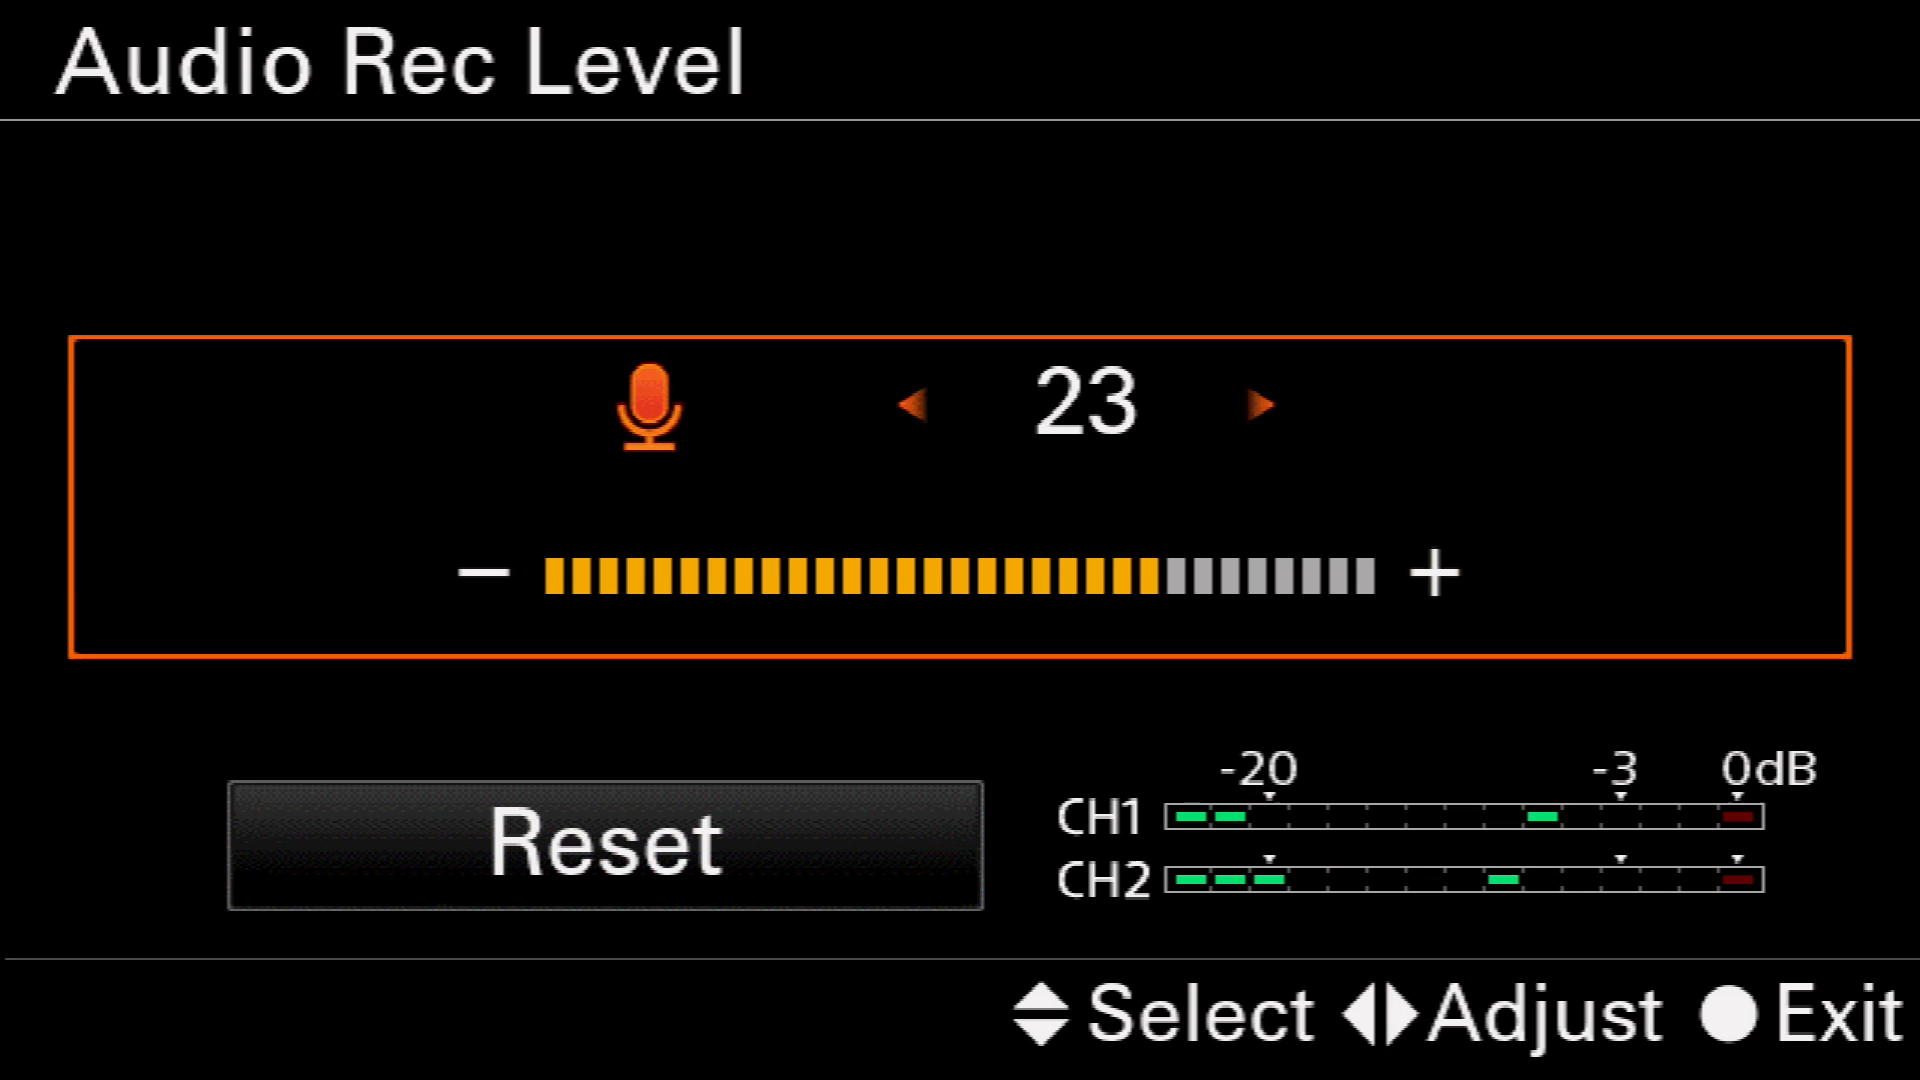 Audio Rec Level
23
− +
Reset
-20 -3 0dB
CH1
CH2
Select Adjust Exit